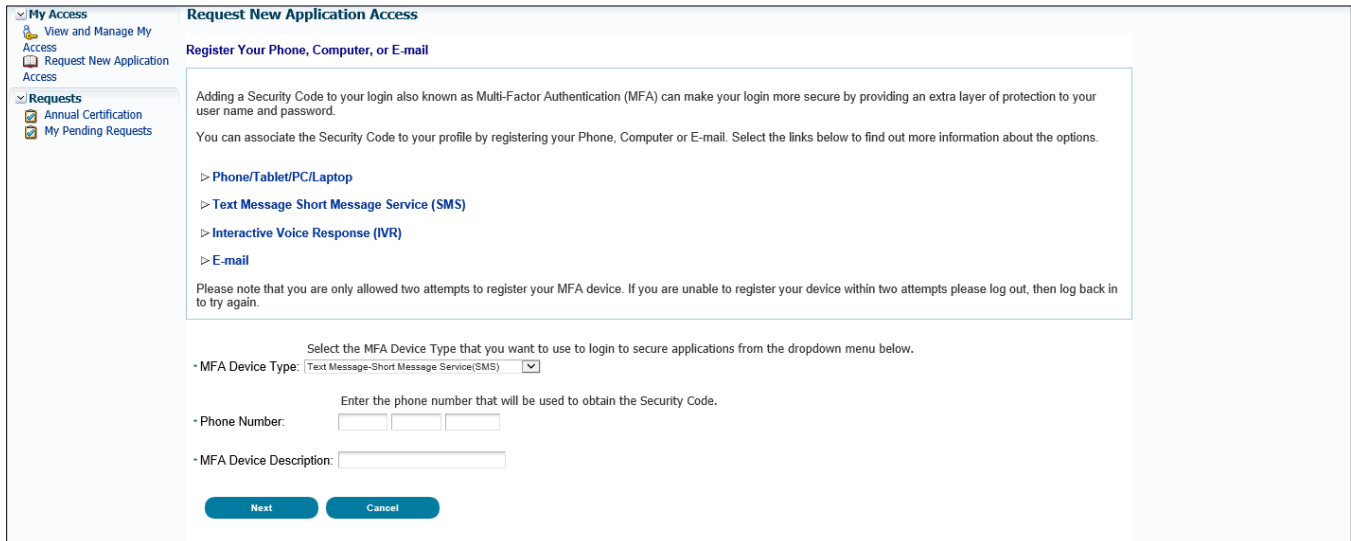 My Access
View and Manage My
Access
Request New Application
Access
Requests
Annual Certification
My Pending Requests
Request New Application Access
Register Your Phone, Computer, or E-mail
Adding a Security Code to your login also known as Multi-Factor Authentication (MFA) can make your login more secure by providing an extra layer of protection to your
user name and password.
You can associate the Security Code to your profile by registering your Phone, Computer or E-mail. Select the links below to find out more information about the options.
Phone/Tablet/PC/Laptop
Text Message Short Message Service (SMS)
Interactive Voice Response (IVR)
E-mail
Please note that you are only allowed two attempts to register your MFA device. If you are unable to register your device within two attempts please log out, then log back in
to try again.
Select the MFA Device Type that you want to use to login to secure applications from the dropdown menu below.
MFA Device Type: Text Message-Short Message Service(SMS)
Enter the phone number that will be used to obtain the Security Code.
Phone Number:
MFA Device Description:
Next Cancel